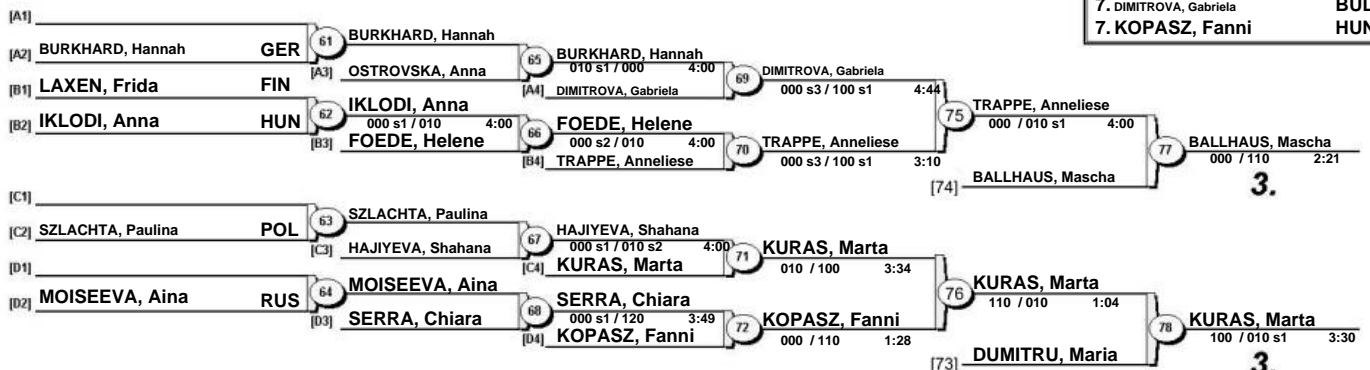 7. DIMITROVA, Gabriela
7. KOPASZ, Fanni HUN
[A1]
[A2] BURKHARD, Hannah GER
61 BURKHARD, Hannah
[A3] OSTROVSKA, Anna
65 BURKHARD, Hannah
010 s1 / 000 4:00
[A4] DIMITROVA, Gabriela
69 DIMITROVA, Gabriela
000 s3 / 100 s1 4:44
[B1] LAXEN, Frida FIN
[B2] IKLODI, Anna HUN
62 IKLODI, Anna
000 s1 / 010 4:00
[B3] FOEDE, Helene
66 FOEDE, Helene
000 s2 / 010 4:00
[B4] TRAPPE, Anneliese
70 TRAPPE, Anneliese
000 s3 / 100 s1 3:10
75 TRAPPE, Anneliese
000 / 010 s1 4:00
[74] BALLHAUS, Mascha
77 BALLHAUS, Mascha
000 / 110 2:21
3.
[C1]
[C2] SZLACHTA, Paulina POL
63 SZLACHTA, Paulina
[C3] HAJIYEVA, Shahana
67 HAJIYEVA, Shahana
000 s1 / 010 s2 4:00
[C4] KURAS, Marta
71 KURAS, Marta
010 / 100 3:34
[D1]
[D2] MOISEEVA, Aina RUS
64 MOISEEVA, Aina
[D3] SERRA, Chiara
68 SERRA, Chiara
000 s1 / 120 3:49
[D4] KOPASZ, Fanni
72 KOPASZ, Fanni
000 / 110 1:28
76 KURAS, Marta
110 / 010 1:04
[73] DUMITRU, Maria
78 KURAS, Marta
100 / 010 s1 3:30
3.